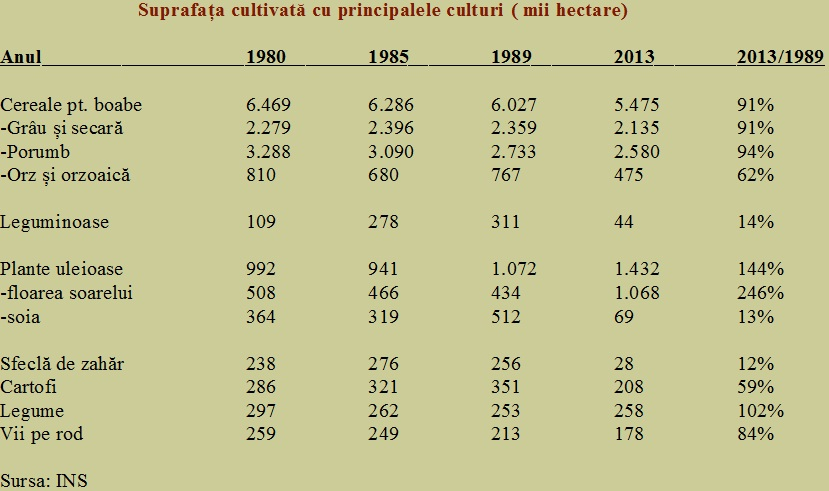 Suprafața cultivată cu principalele culturi ( mii hectare)
Anul 1980 1985 1989 2013 2013/1989
Cereale pt. boabe 6.469 6.286 6.027 5.475 91%
-Grâu și secară 2.279 2.396 2.359 2.135 91%
-Porumb 3.288 3.090 2.733 2.580 94%
-Orz și orzoaică 810 680 767 475 62%
Leguminoase 109 278 311 44 14%
Plante uleioase 992 941 1.072 1.432 144%
-floarea soarelui 508 466 434 1.068 246%
-soia 364 319 512 69 13%
Sfeclă de zahăr 238 276 256 28 12%
Cartofi 286 321 351 208 59%
Legume 297 262 253 258 102%
Vii pe rod 259 249 213 178 84%
Sursa: INS